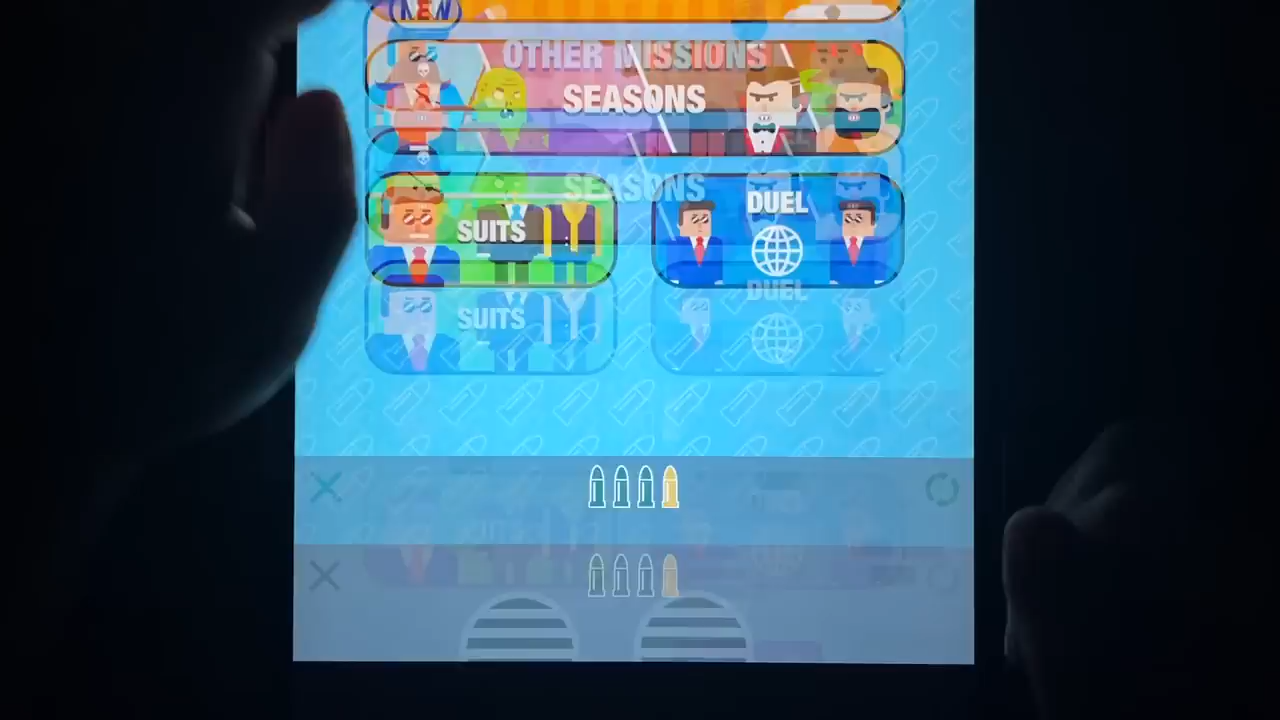 NEW
OTHER MISSIONS
SEASONS
SEASONS
SUITS
DUEL
DUEL
SUITS